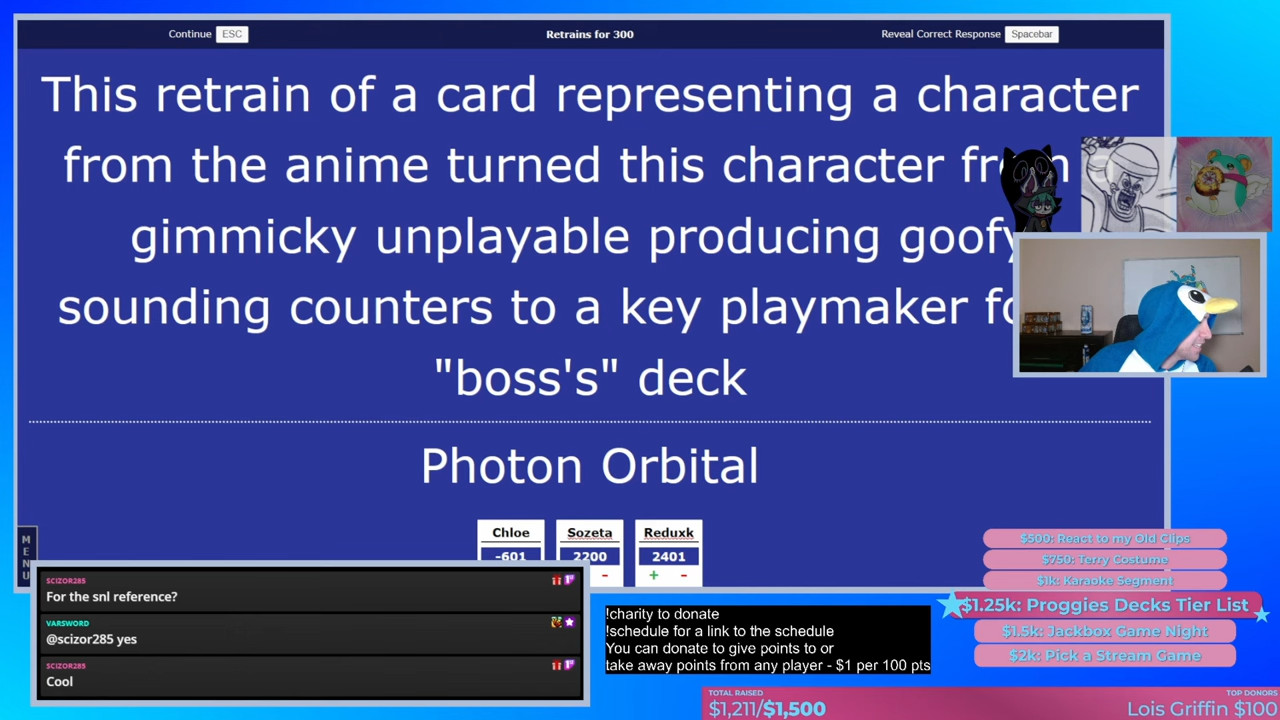 Continue ESC
Retrains for 300
Reveal Correct Response Spacebar
This retrain of a card representing a character
from the anime turned this character
gimmicky unplayable producing goofy
sounding counters to a key playmaker
"boss's" deck
Photon Orbital
MENU
Chloe
-601
Sozeta
2200
-
Reduxk
2401
+ -
SCIZOR285
For the snl reference?
VARSWORD
@scizor285 yes
SCIZOR285
Cool
!charity to donate
!schedule for a link to the schedule
You can donate to give points to or
take away points from any player - $1 per 100 pts
$500: React to my Old Clips
$750: Terry Costume
$1k: Karaoke Segment
$1.25k: Proggies Decks Tier List
$1.5k: Jackbox Game Night
$2k: Pick a Stream Game
TOTAL RAISED
$1,211/$1,500
TOP DONORS
Lois Griffin $100